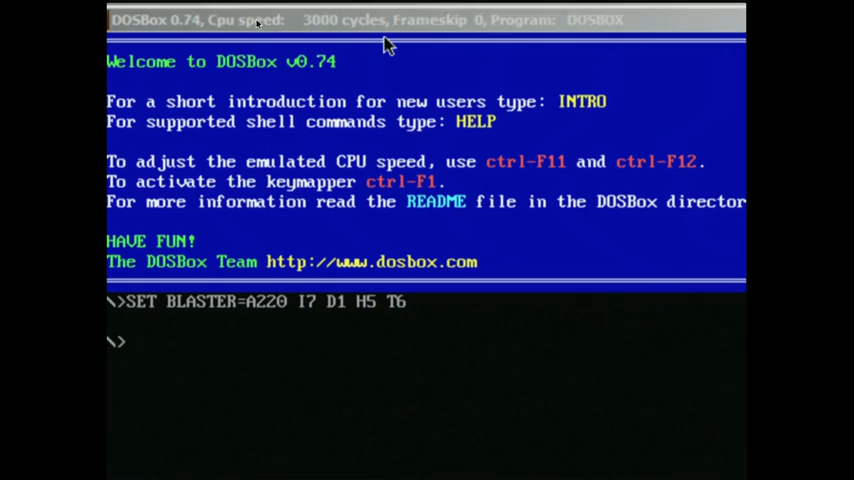 DOSBox 0.74, Cpu speed: 3000 cycles, Frameskip 0, Program: DOSBOX
Welcome to DOSBox v0.74
For a short introduction for new users type: INTRO
For supported shell commands type: HELP
To adjust the emulated CPU speed, use ctrl-F11 and ctrl-F12.
To activate the keymapper ctrl-F1.
For more information read the README file in the DOSBox director
HAVE FUN!
The DOSBox Team http://www.dosbox.com
\>SET BLASTER=A220 I7 D1 H5 T6
\>